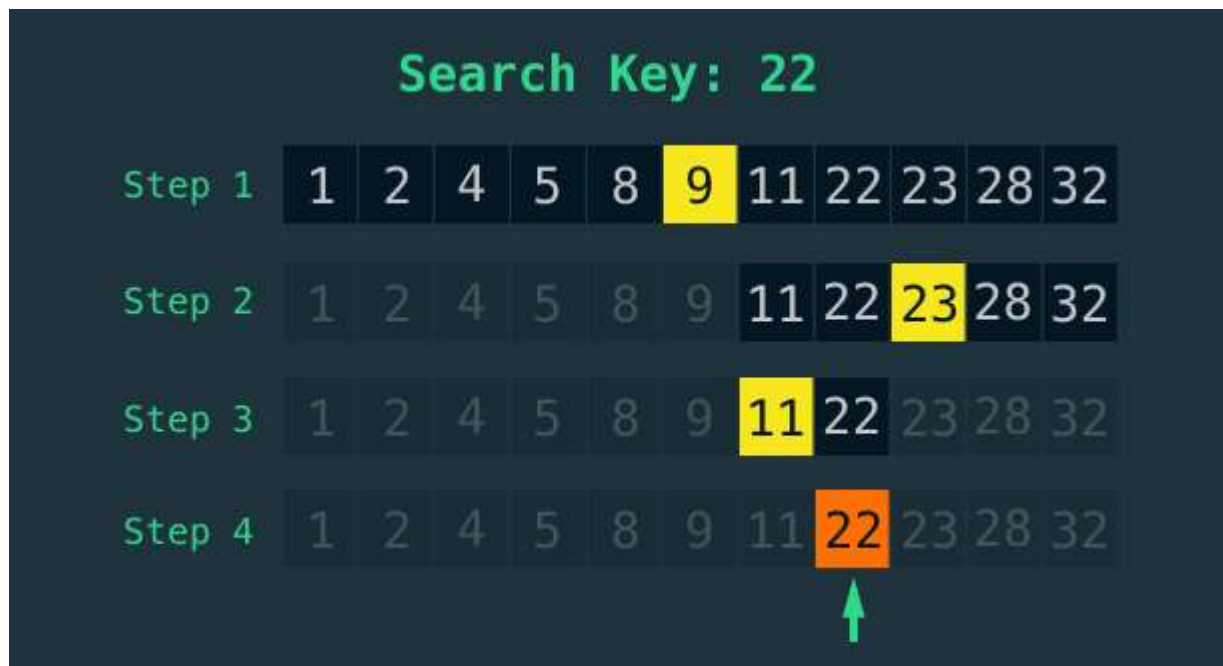 Search Key: 22
Step 1 1 2 4 5 8 9 11 22 23 28 32
Step 2 1 2 4 5 8 9 11 22 23 28 32
Step 3 1 2 4 5 8 9 11 22 23 28 32
Step 4 1 2 4 5 8 9 11 22 23 28 32